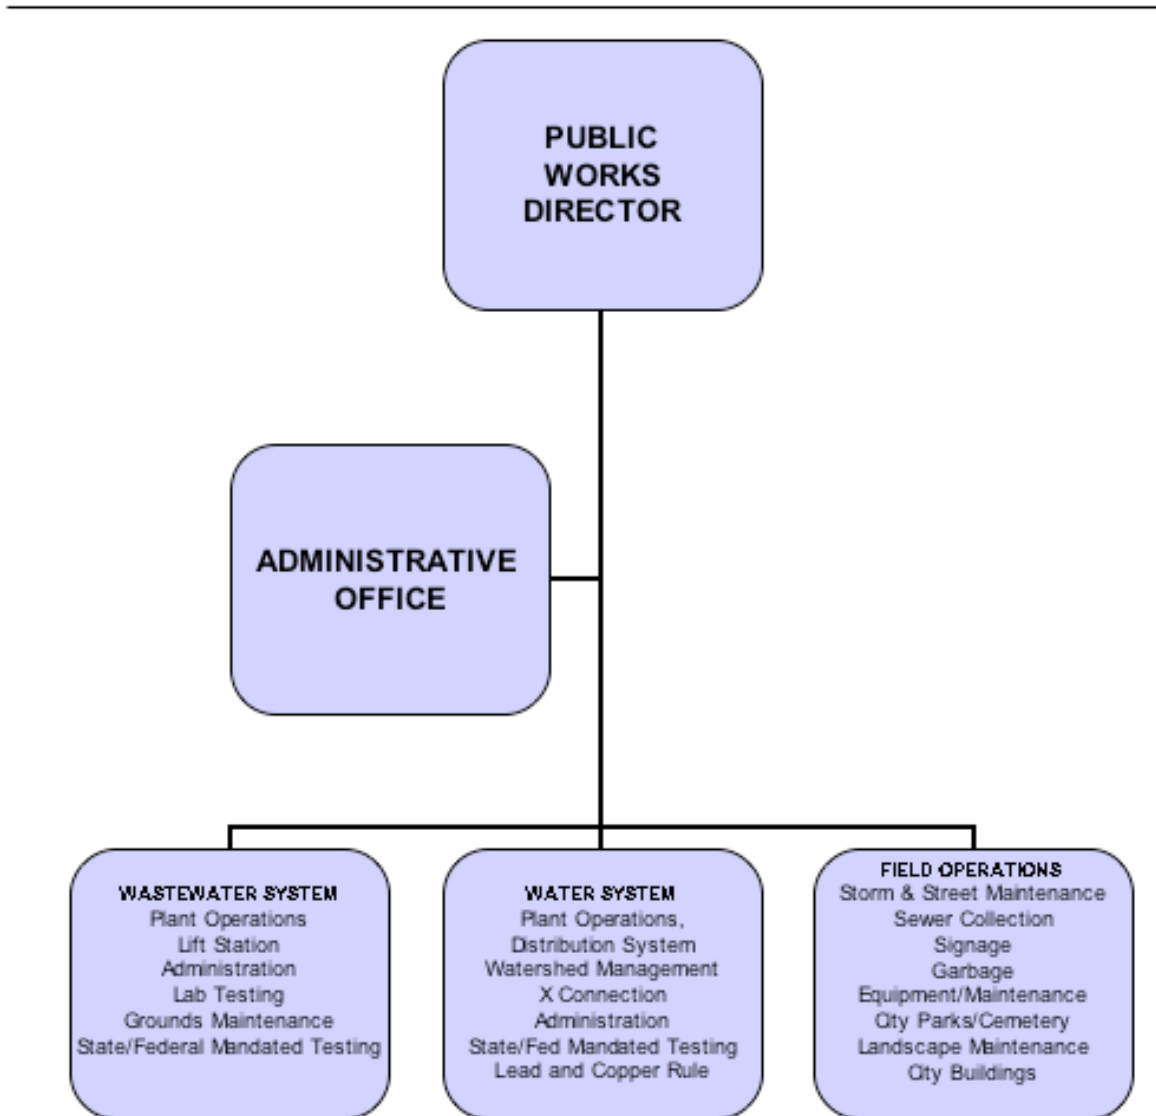 PUBLIC
WORKS
DIRECTOR
ADMINISTRATIVE
OFFICE
WASTEWATER SYSTEM
Plant Operations
Lift Station
Administration
Lab Testing
Grounds Maintenance
State/Federal Mandated Testing
WATER SYSTEM
Plant Operations,
Distribution System
Watershed Management
X Connection
Administration
State/Fed Mandated Testing
Lead and Copper Rule
FIELD OPERATIONS
Storm & Street Maintenance
Sewer Collection
Signage
Garbage
Equipment/Maintenance
City Parks/Cemetery
Landscape Maintenance
City Buildings